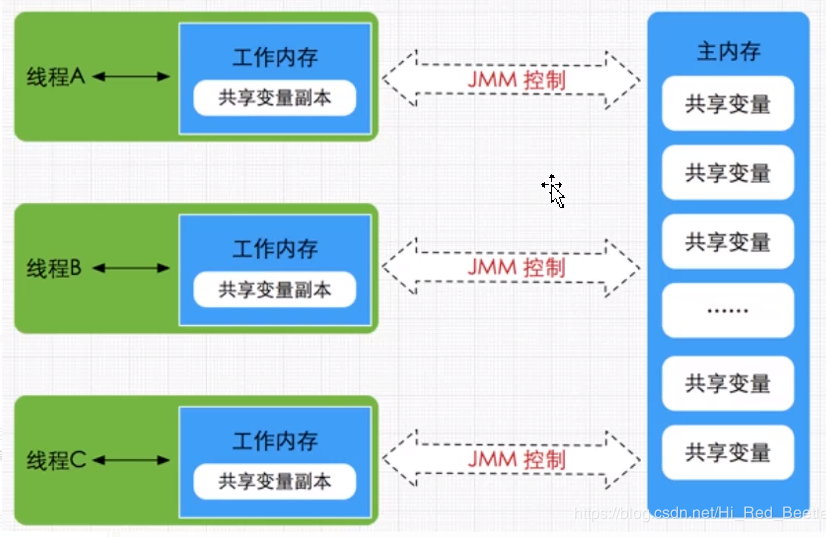 线程A
工作内存
共享变量副本
JMM 控制
线程B
工作内存
共享变量副本
JMM 控制
线程C
工作内存
共享变量副本
JMM 控制
主内存
共享变量
共享变量
共享变量
......
共享变量
共享变量
https://blog.csdn.net/Hi_Red_Beetle